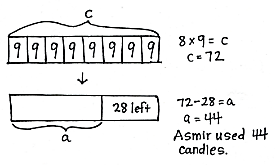 c
9 9 9 9 9 9 9 9
8 × 9 = c
c = 72
28 left
a
72 - 28 = a
a = 44
Asmir used 44
candles.